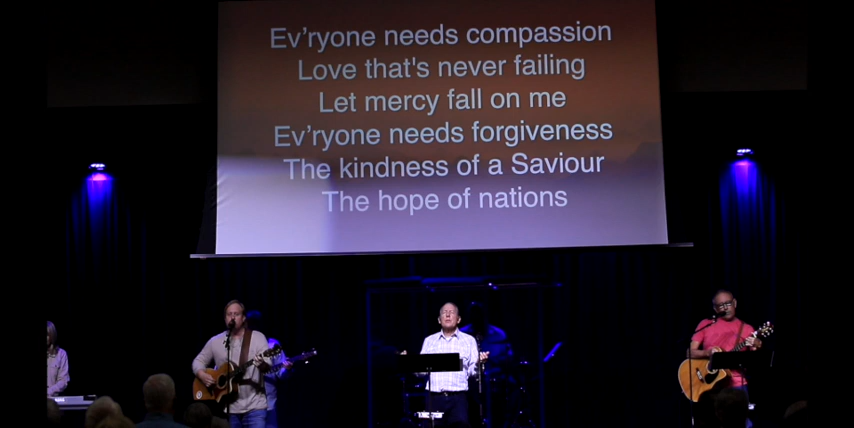 Ev’ryone needs compassion
Love that's never failing
Let mercy fall on me
Ev’ryone needs forgiveness
The kindness of a Saviour
The hope of nations